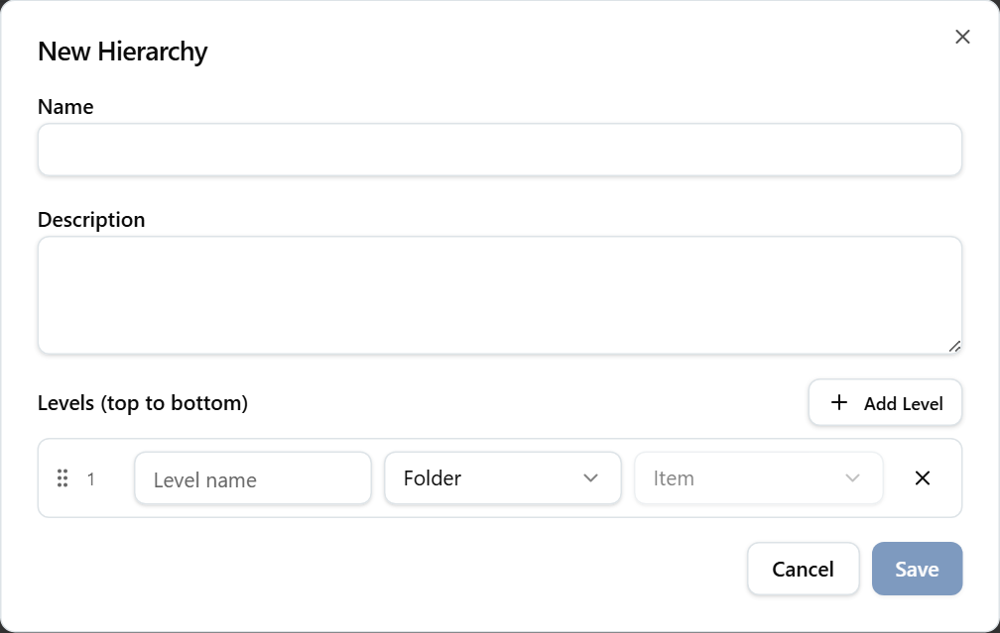 New Hierarchy
Name
Description
Levels (top to bottom)
Add Level
1 Level name Folder Item
Cancel Save